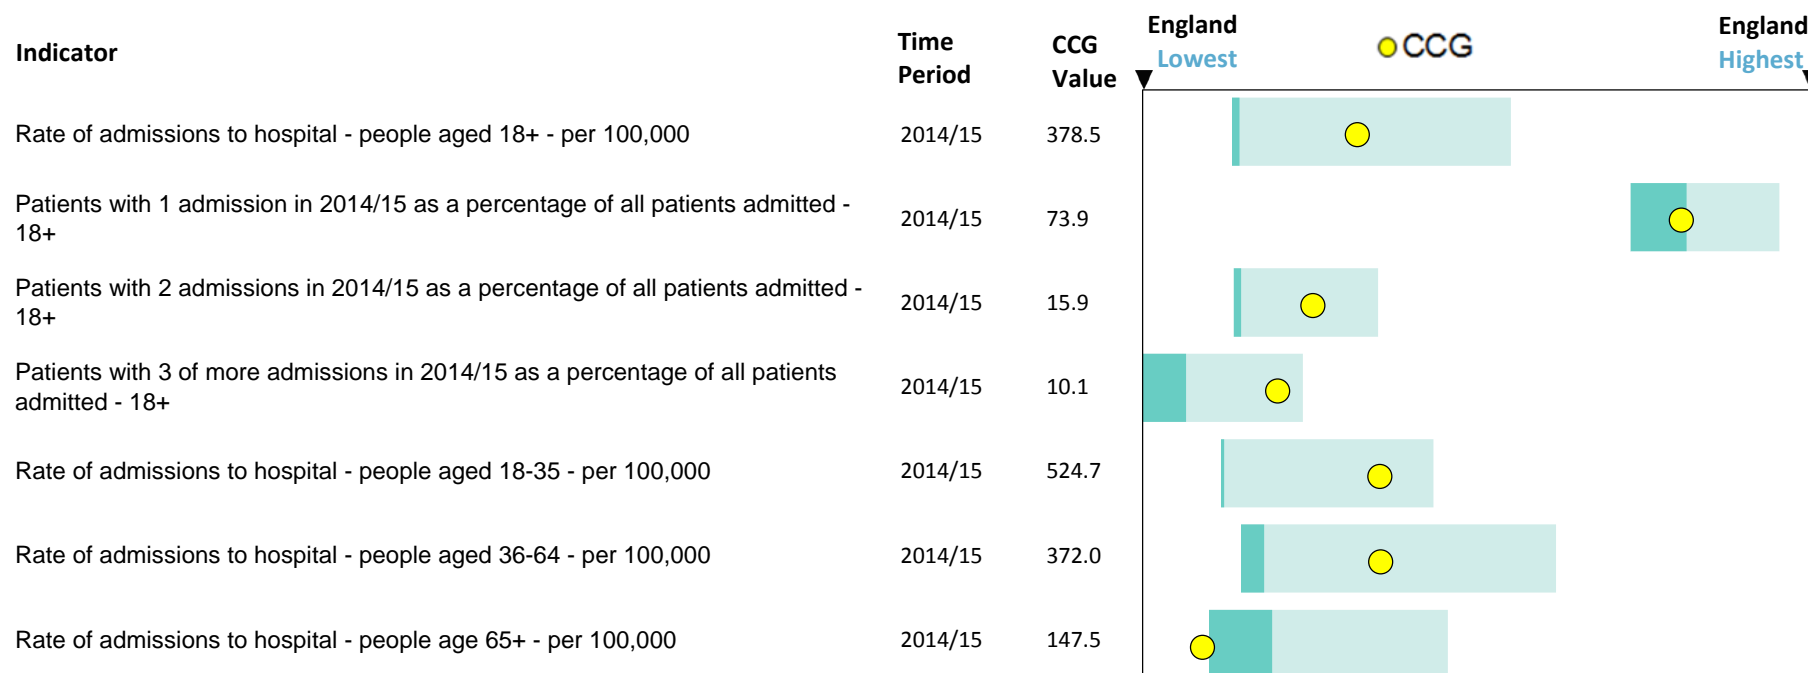 Indicator
Time
Period
CCG
Value
England
Lowest
CCG
England
Highest
Rate of admissions to hospital - people aged 18+ - per 100,000
2014/15
378.5
Patients with 1 admission in 2014/15 as a percentage of all patients admitted -
18+
2014/15
73.9
Patients with 2 admissions in 2014/15 as a percentage of all patients admitted -
18+
2014/15
15.9
Patients with 3 of more admissions in 2014/15 as a percentage of all patients
admitted - 18+
2014/15
10.1
Rate of admissions to hospital - people aged 18-35 - per 100,000
2014/15
524.7
Rate of admissions to hospital - people aged 36-64 - per 100,000
2014/15
372.0
Rate of admissions to hospital - people age 65+ - per 100,000
2014/15
147.5